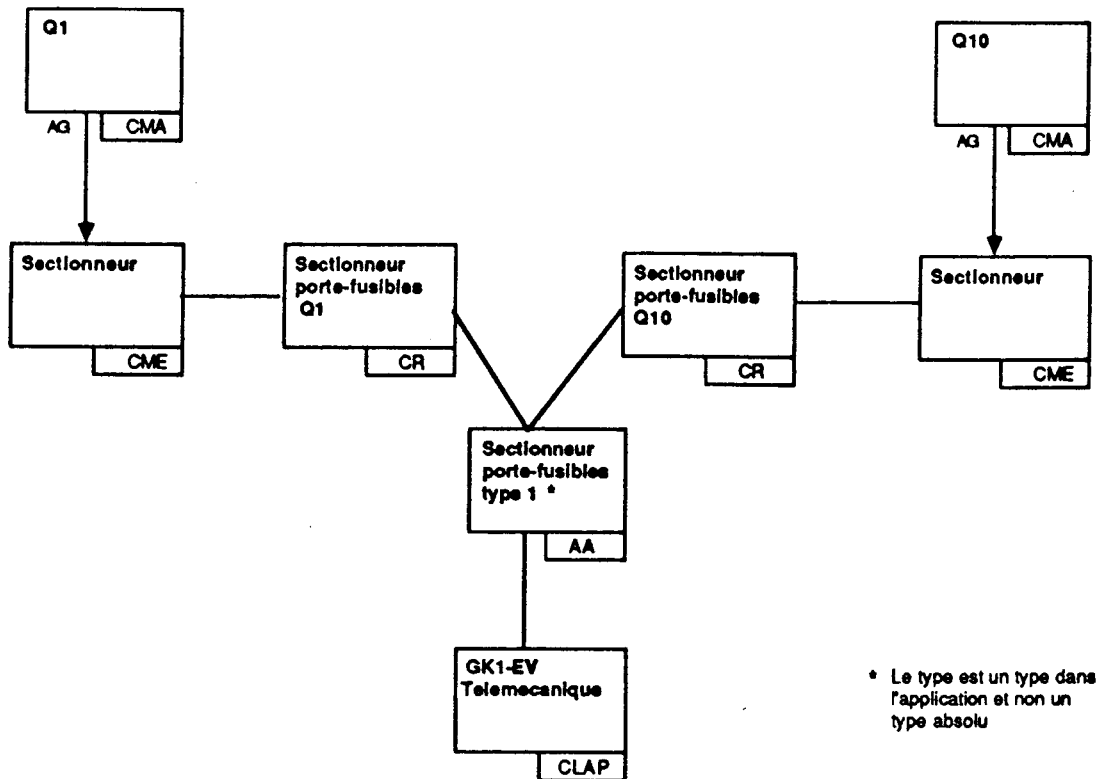 Q1
AG
CMA
Q10
AG
CMA
Sectionneur
CME
Sectionneur
porte-fusibles
Q1
CR
Sectionneur
porte-fusibles
Q10
CR
Sectionneur
CME
Sectionneur
porte-fusibles
type 1 *
AA
GK1-EV
Telemecanique
CLAP
* Le type est un type dans
l'application et non un
type absolu